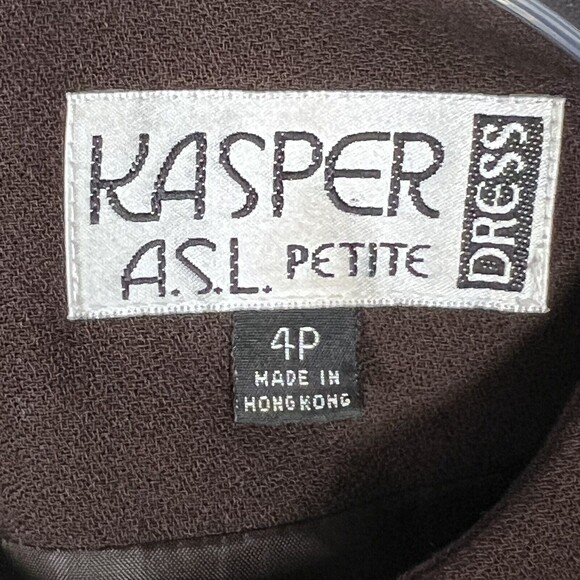 KASPER
A.S.L. PETITE
DRESS
4P
MADE IN
HONG KONG